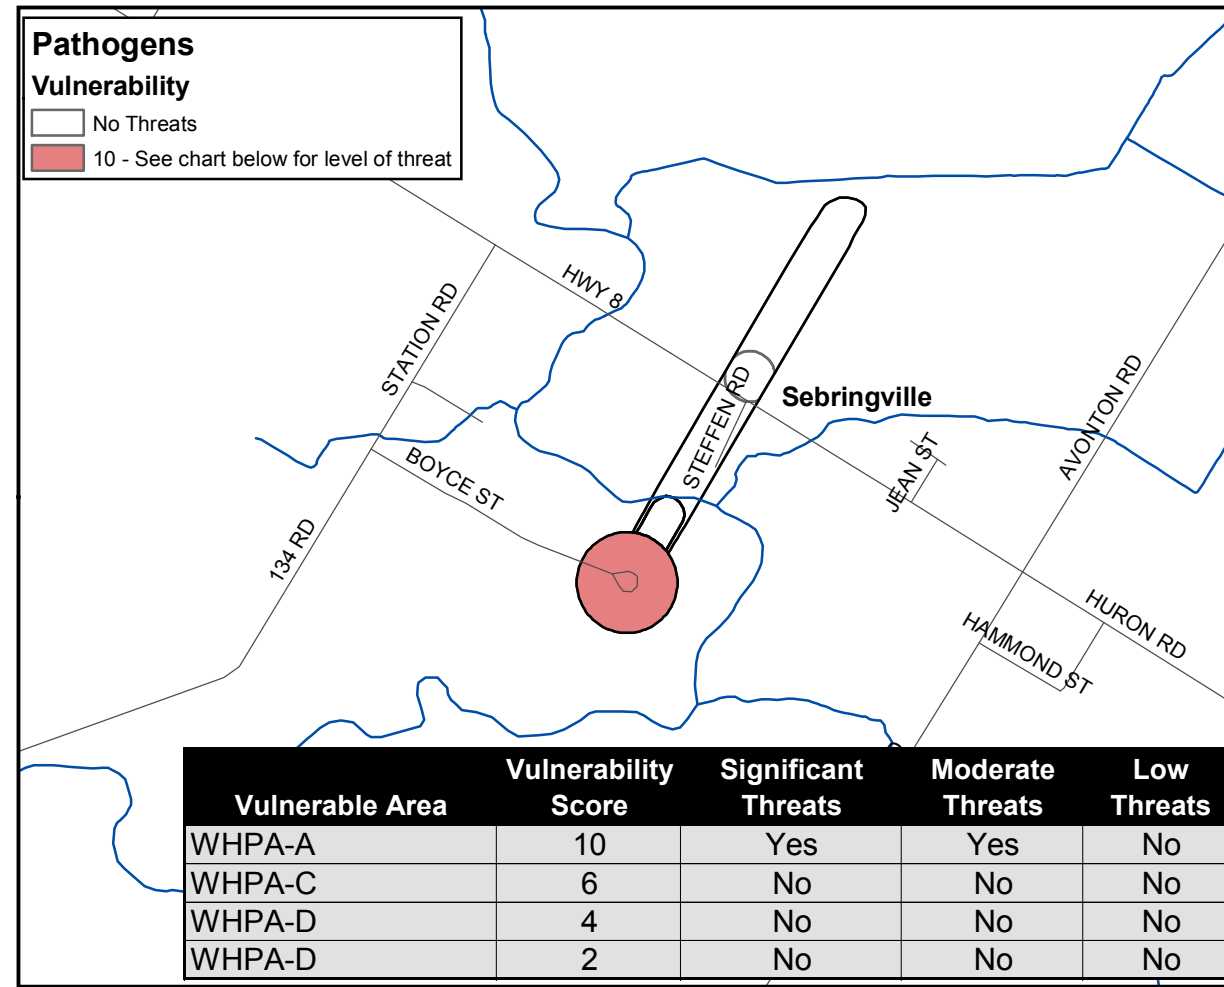 Pathogens
Vulnerability
No Threats
10 - See chart below for level of threat
HWY 8
STATION RD
STEFFEN RD
Sebringville
AVONTON RD
JEAN ST
BOYCE ST
134 RD
HURON RD
HAMMOND ST
Vulnerable Area Vulnerability Score Significant Threats Moderate Threats Low Threats
WHPA-A 10 Yes Yes No
WHPA-C 6 No No No
WHPA-D 4 No No No
WHPA-D 2 No No No